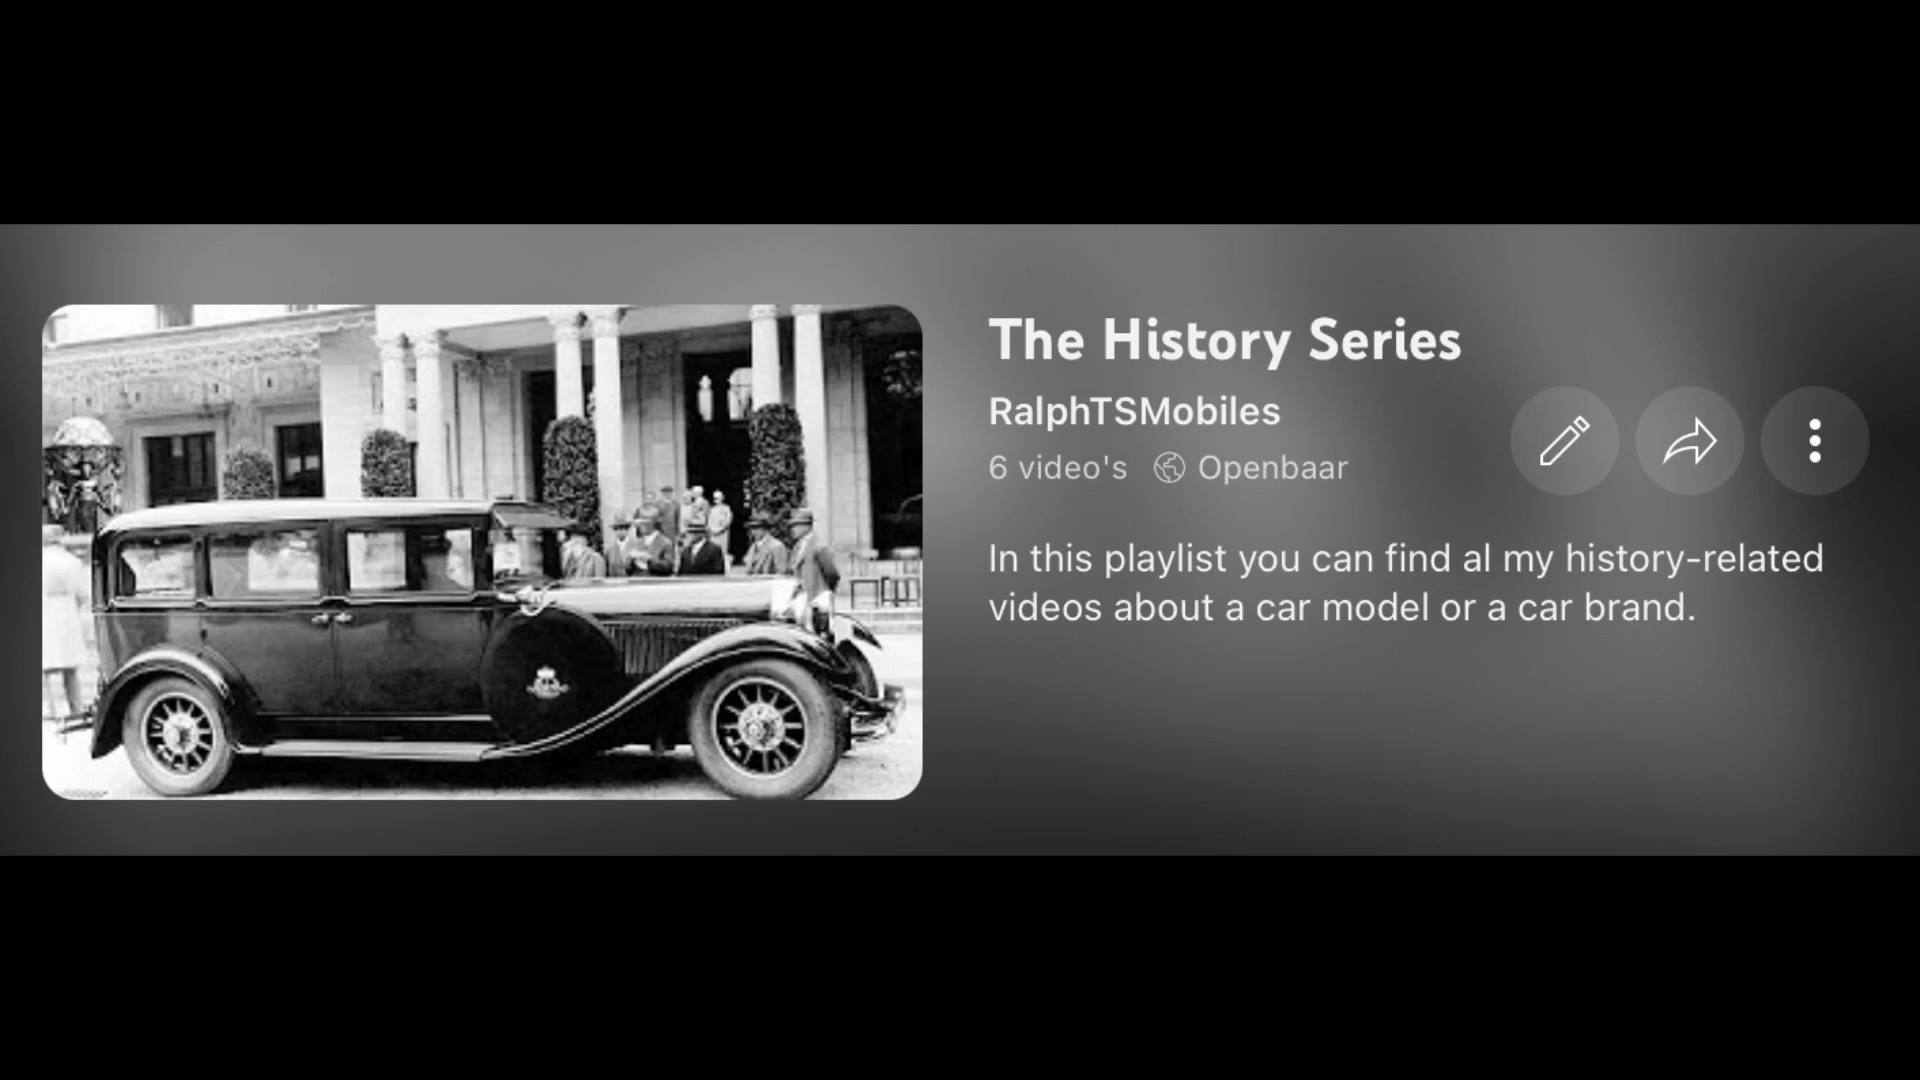 The History Series
RalphTSMobiles
6 video's Openbaar
In this playlist you can find al my history-related
videos about a car model or a car brand.